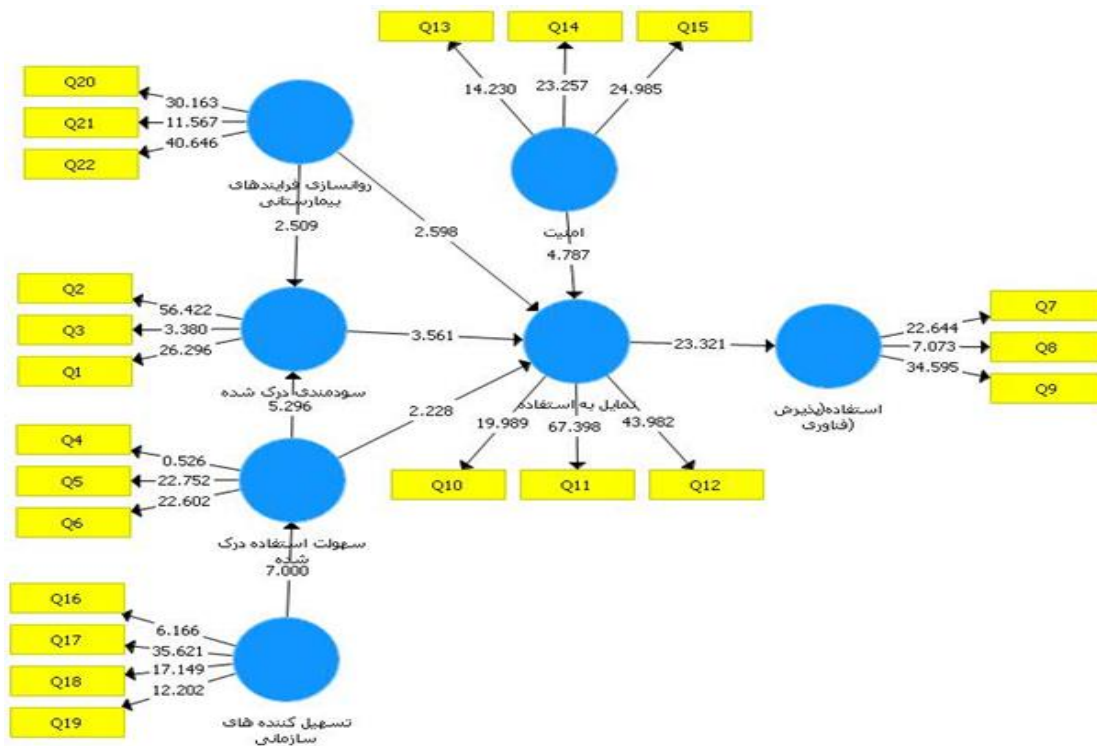 Q13
Q14
Q15
14.230
23.257
24.985
Q20
Q21
Q22
30.163
11.567
40.646
روانسازی فرایندهای
بیمارستانی
امنیت
2.509
2.598
4.787
Q2
Q3
Q1
56.422
3.380
26.296
سودمندی درک شده
3.561
تمایل به استفاده
23.321
استفاده(پذیرش
فناوری)
Q7
Q8
Q9
22.644
7.073
34.595
5.296
2.228
19.989
67.398
43.982
Q10
Q11
Q12
Q4
Q5
Q6
0.526
22.752
22.602
سهولت استفاده درک
شده
7.000
Q16
Q17
Q18
Q19
6.166
35.621
17.149
12.202
تسهیل کننده های
سازمانی